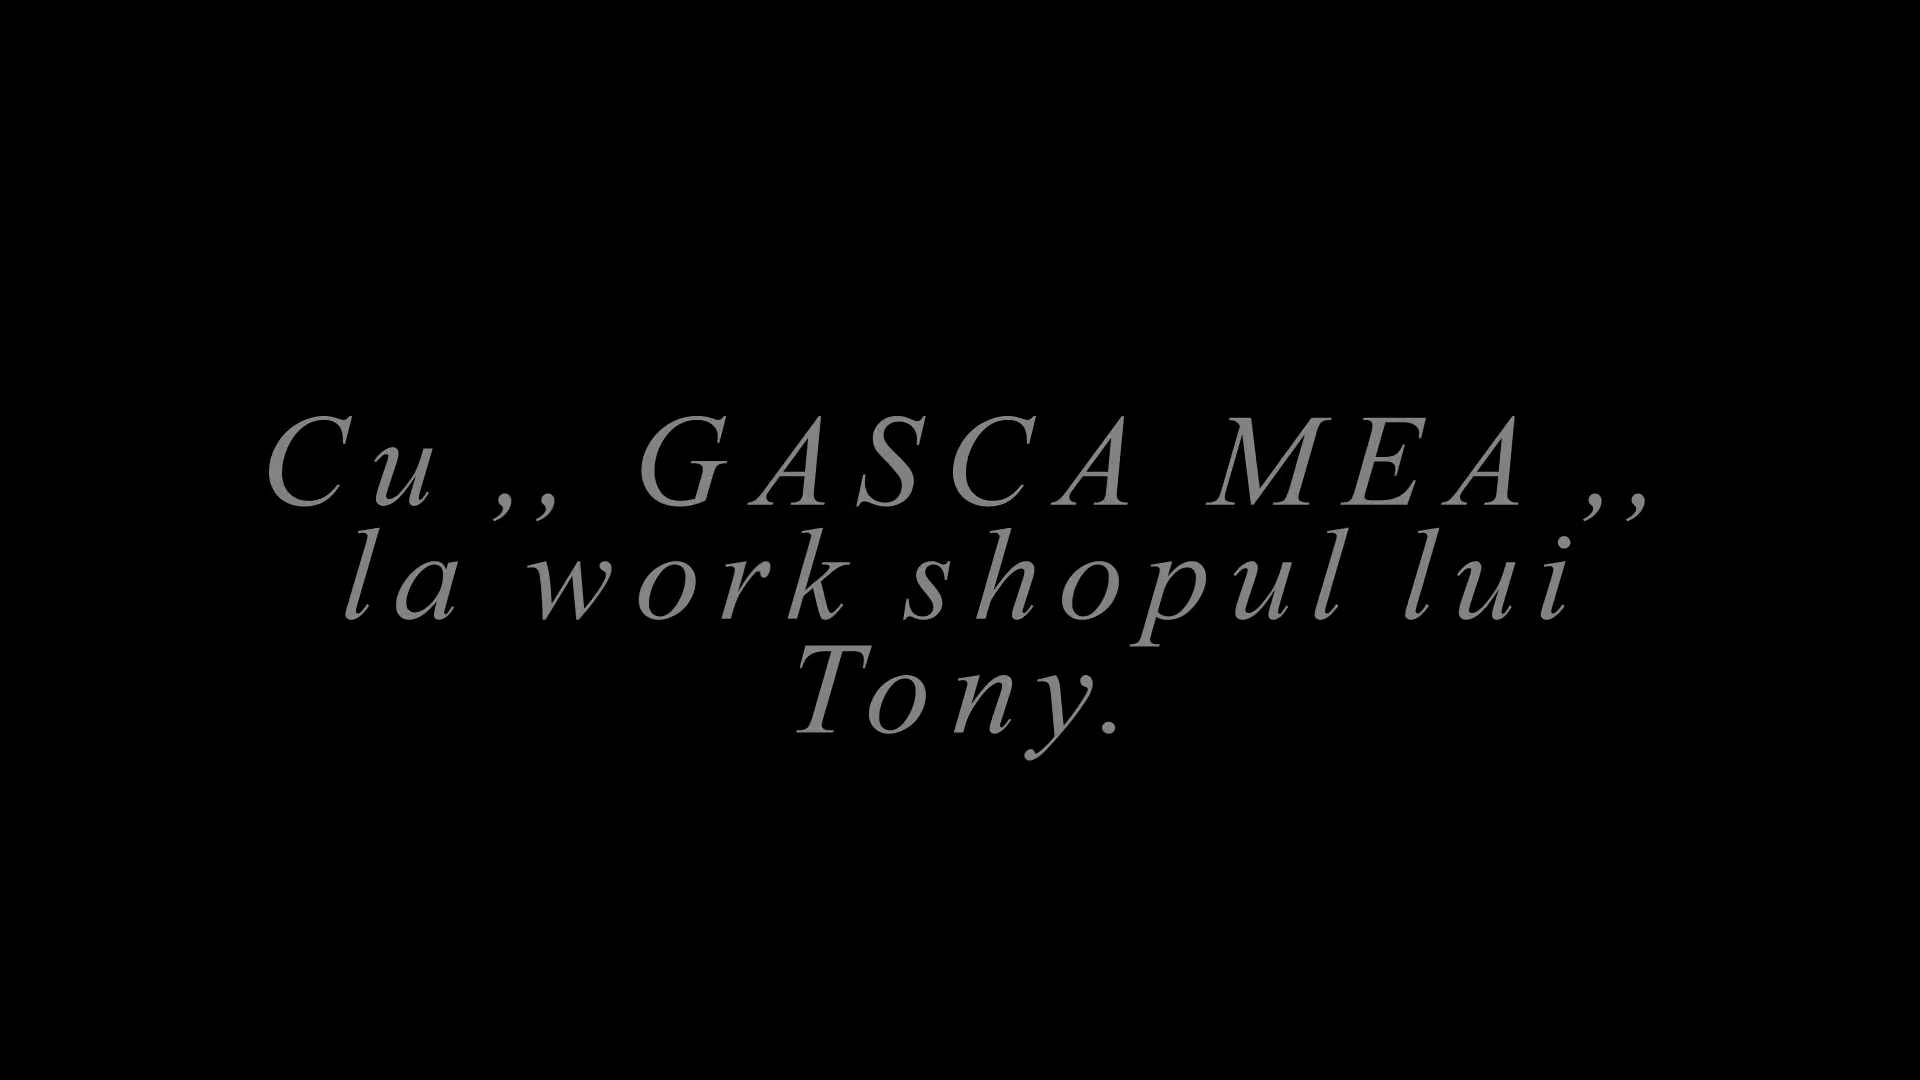 Cu ,, GASCA MEA ,,
la work shopul lui
Tony.